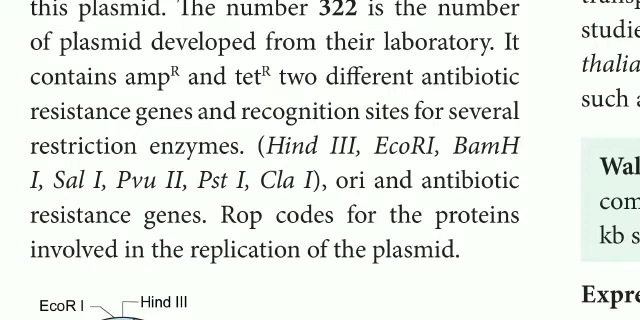 this plasmid. The number 322 is the number
of plasmid developed from their laboratory. It
contains ampᴿ and tetᴿ two different antibiotic
resistance genes and recognition sites for several
restriction enzymes. (Hind III, EcoRI, BamH
I, Sal I, Pvu II, Pst I, Cla I), ori and antibiotic
resistance genes. Rop codes for the proteins
involved in the replication of the plasmid.
EcoR I
Hind III
studie
thalia
such a
Wal
com
kb s
Expre